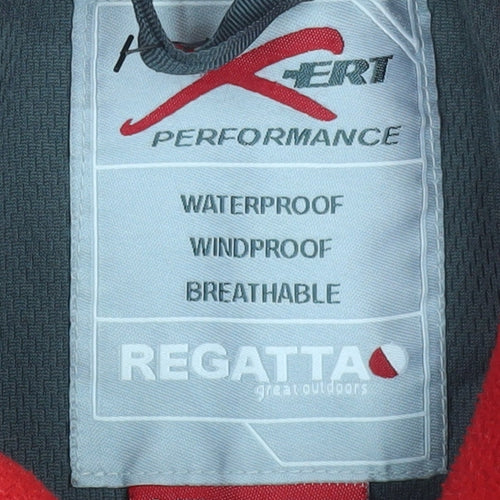 X-ERT
PERFORMANCE
WATERPROOF
WINDPROOF
BREATHABLE
REGATTA
great outdoors